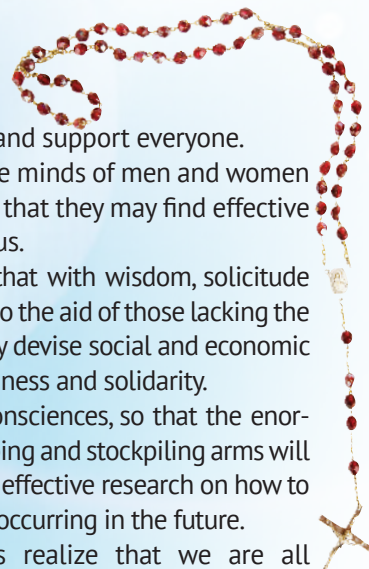 and support everyone.
e minds of men and women
that they may find effective
us.
that with wisdom, solicitude
o the aid of those lacking the
y devise social and economic
ness and solidarity.
onsciences, so that the enor-
ing and stockpiling arms will
effective research on how to
occurring in the future.
s realize that we are all